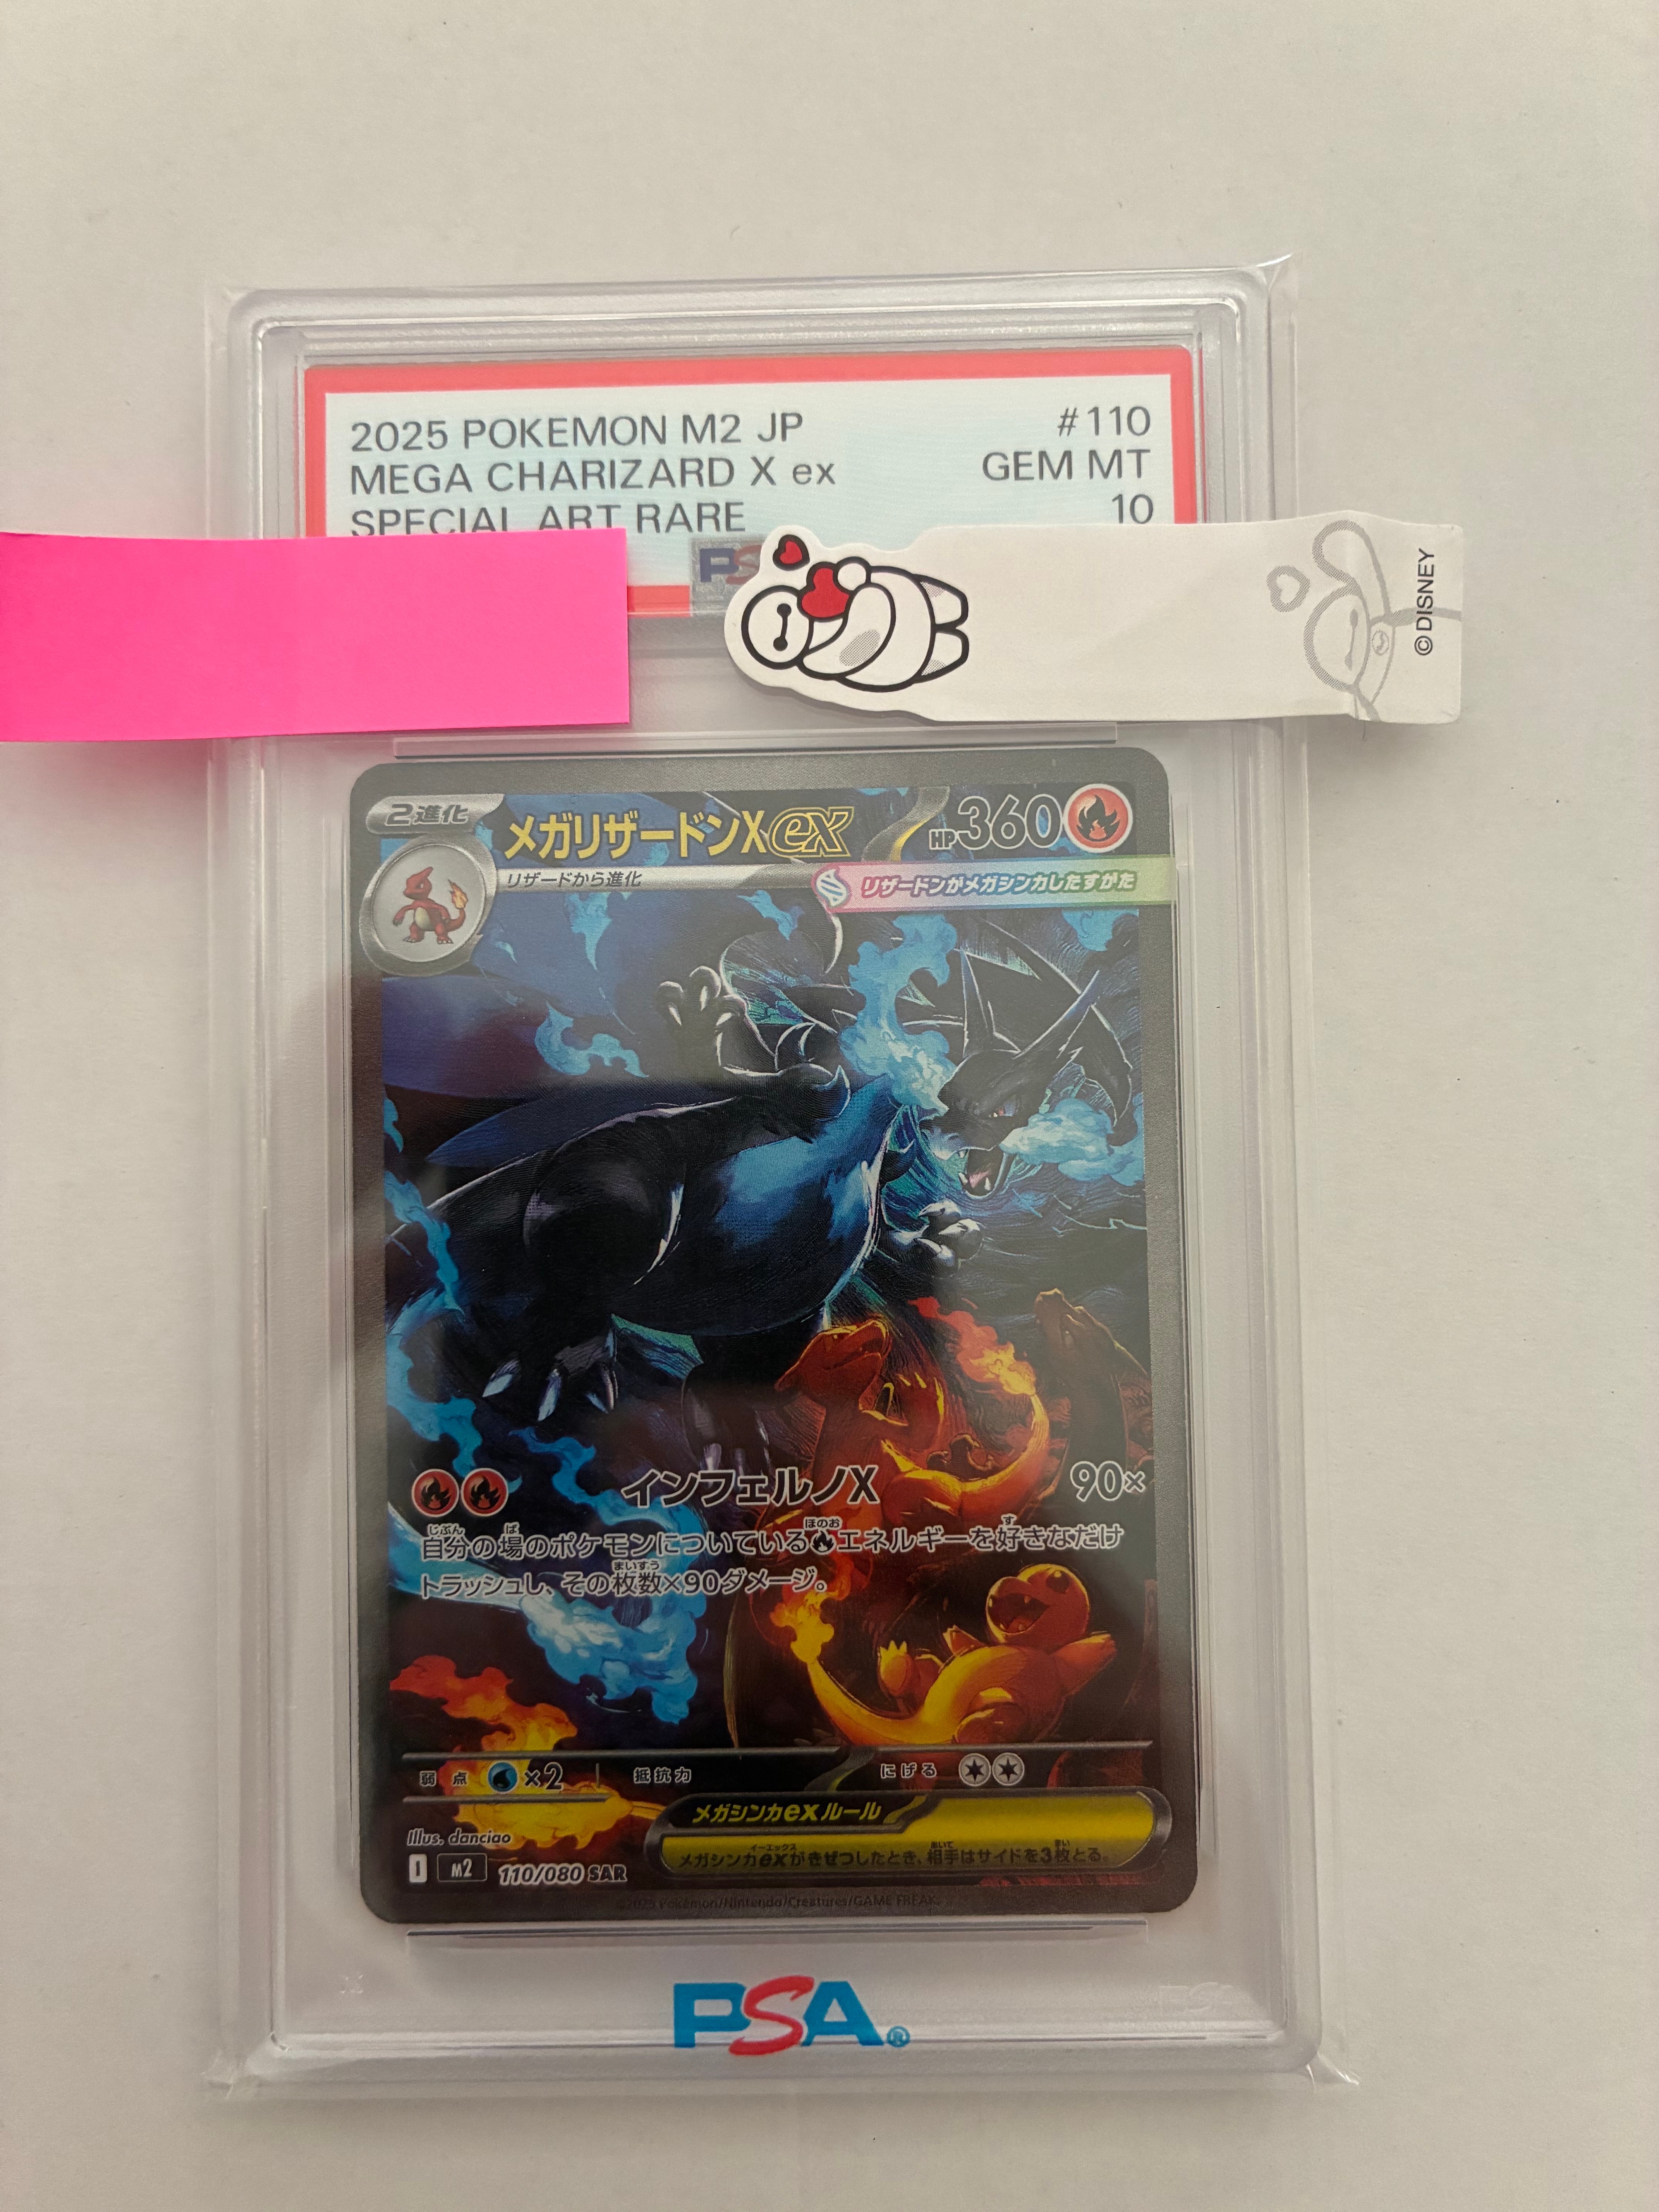 2025 POKEMON M2 JP
#110
MEGA CHARIZARD X ex
GEM MT
SPECIAL ART RARE
10
PS
©DISNEY
2進化
メガリザードンXex
HP360
リザードから進化
リザードンがメガシンカしたすがた
インフェルノX
90×
自分の場のポケモンについているエネルギーを好きなだけ
トラッシュし、その枚数×90ダメージ。
弱点 ×2
抵抗力
にげる
メガシンカexルール
メガシンカexがきぜつしたとき、相手はサイドを3枚とる。
Illus. danciao
I M2 110/080 SAR
©2025 Pokémon/Nintendo/Creatures/GAME FREAK
PSA®